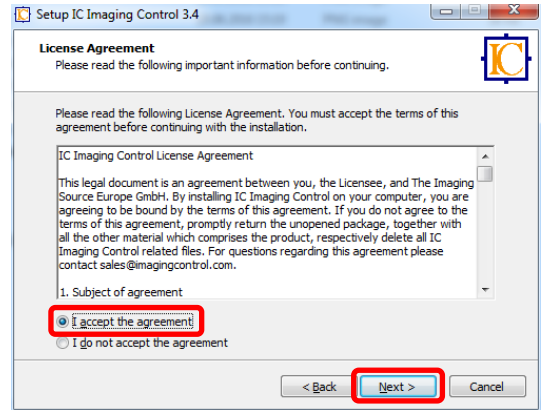 Setup IC Imaging Control 3.4
License Agreement
Please read the following important information before continuing.
IC
Please read the following License Agreement. You must accept the terms of this
agreement before continuing with the installation.
IC Imaging Control License Agreement
This legal document is an agreement between you, the Licensee, and The Imaging
Source Europe GmbH. By installing IC Imaging Control on your computer, you are
agreeing to be bound by the terms of this agreement. If you do not agree to the
terms of this agreement, promptly return the unopened package, together with
all the other material which comprises the product, respectively delete all IC
Imaging Control related files. For questions regarding this agreement please
contact sales@imagingcontrol.com.
1. Subject of agreement
I accept the agreement
I do not accept the agreement
< Back
Next >
Cancel